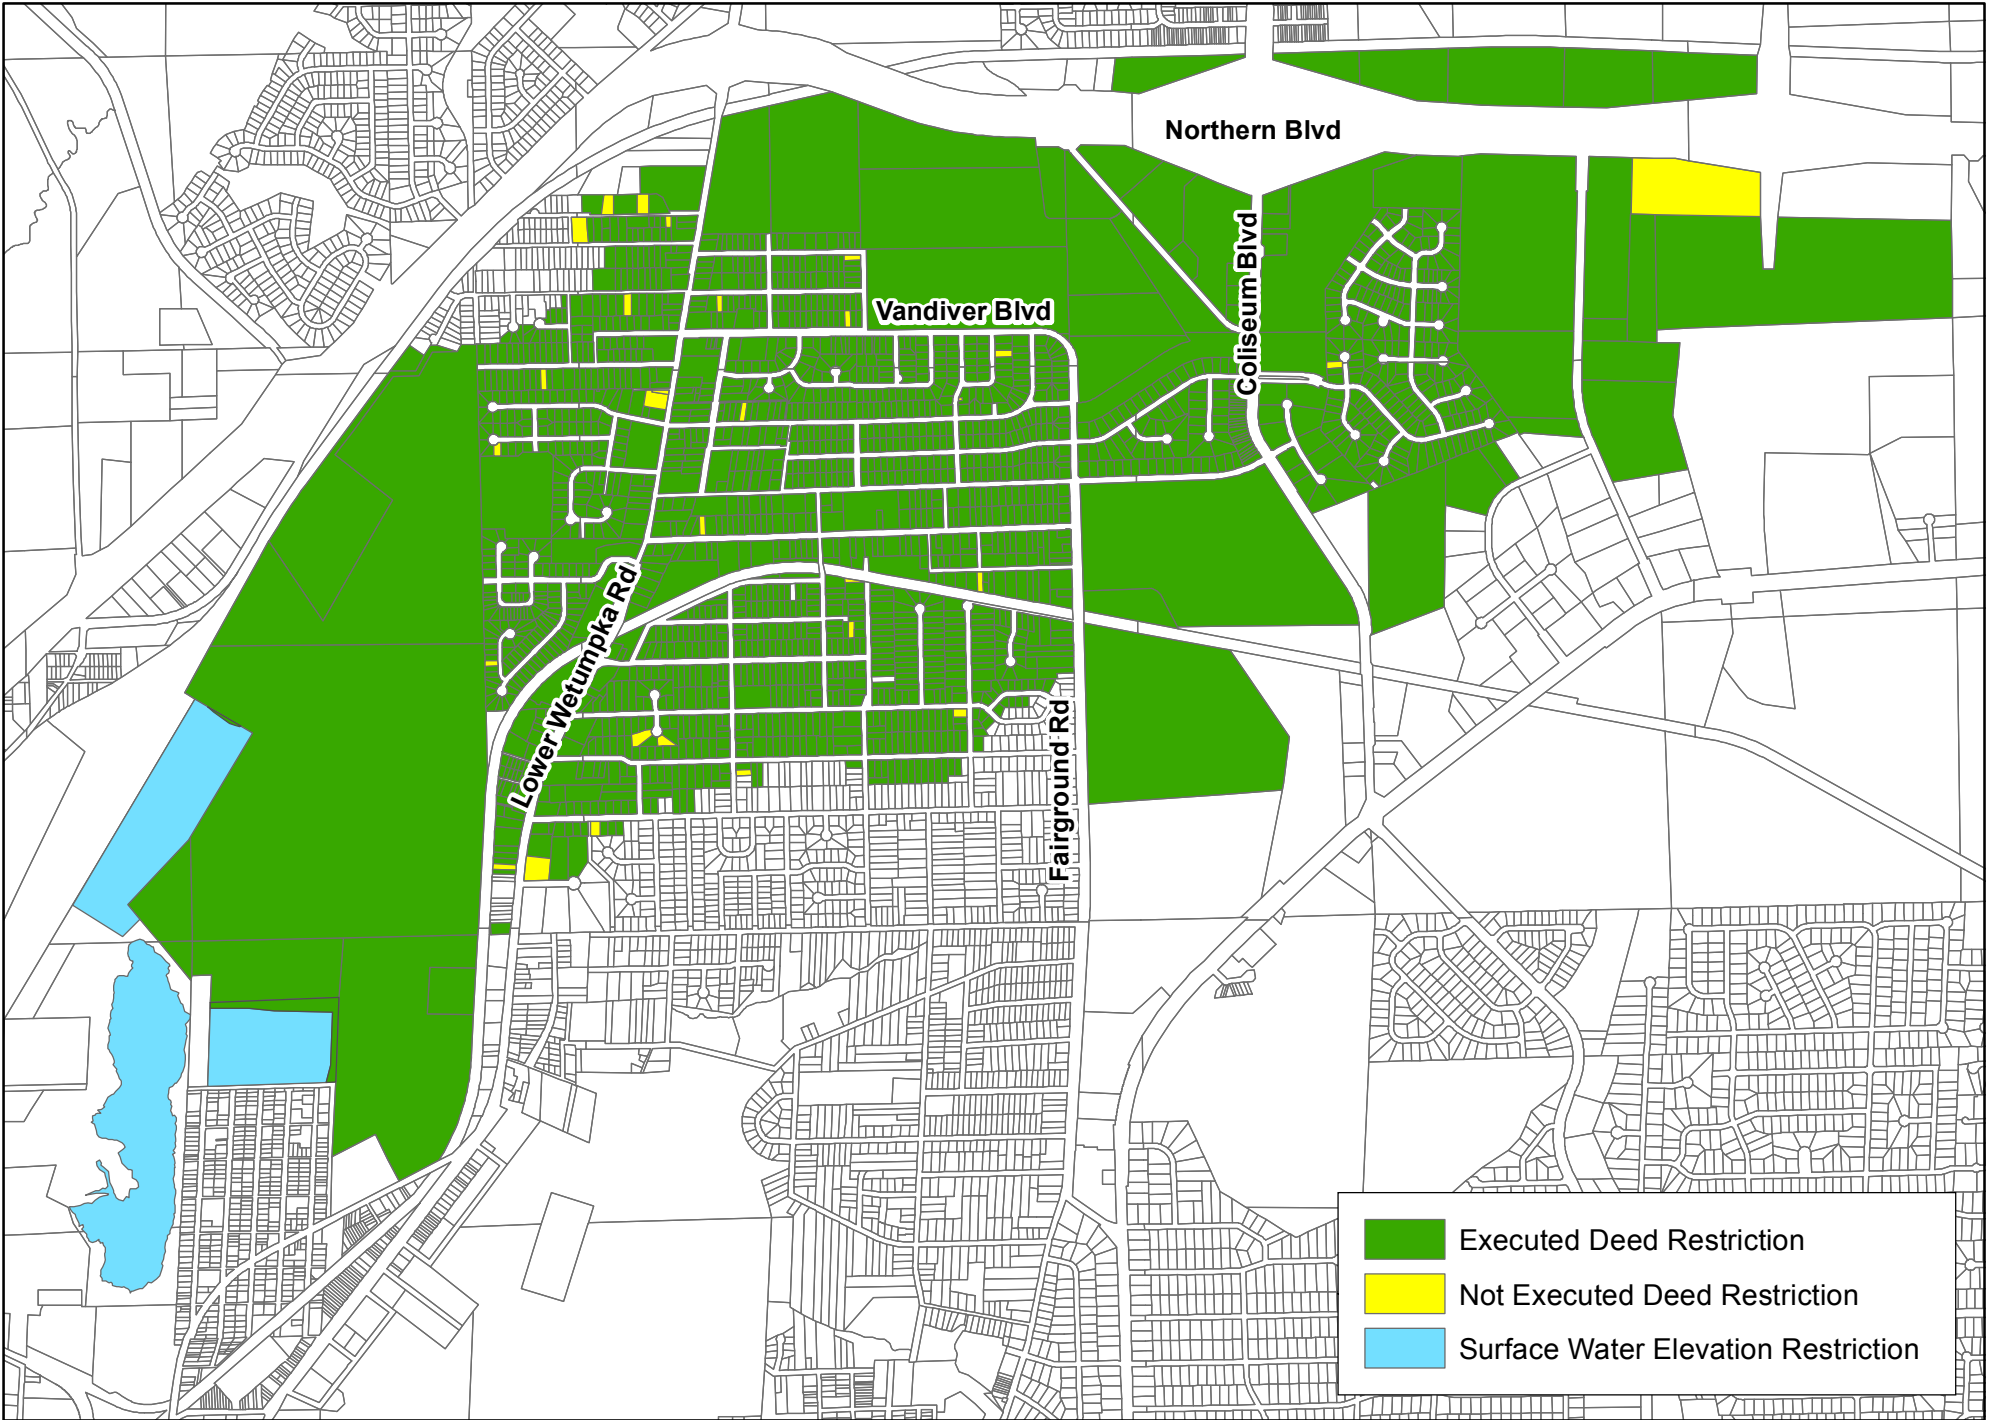 Northern Blvd
Coliseum Blvd
Vandiver Blvd
Lower Wetumpka Rd
Fairground Rd
Executed Deed Restriction
Not Executed Deed Restriction
Surface Water Elevation Restriction